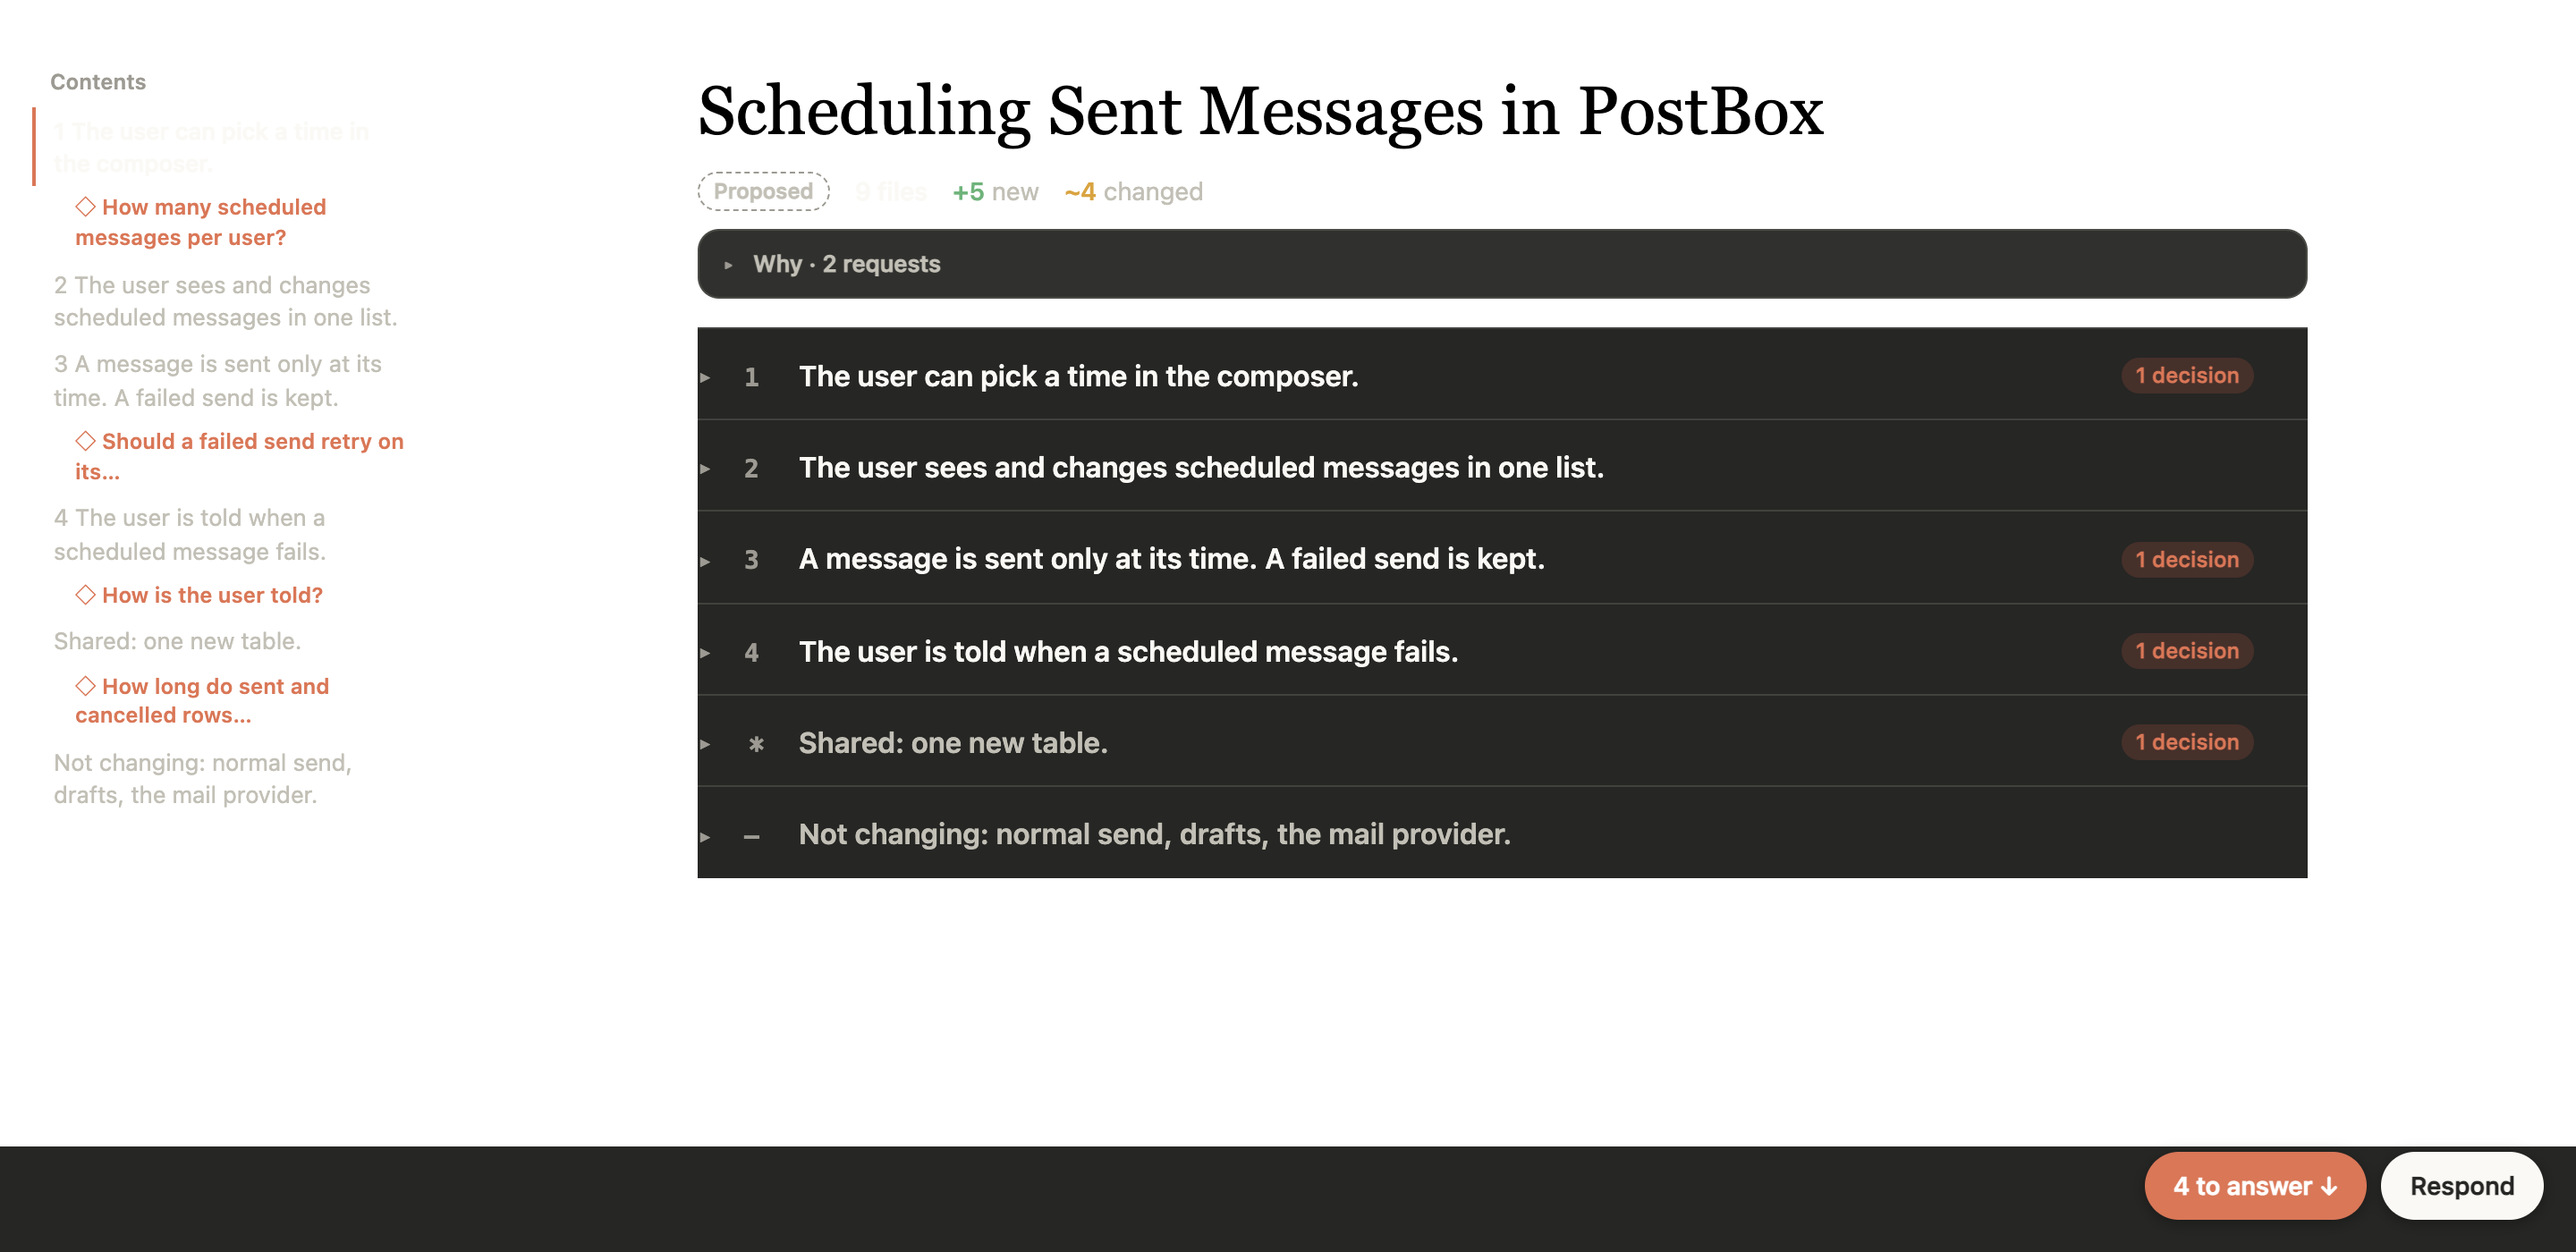 Contents
1 The user can pick a time in
the composer.
◇ How many scheduled
messages per user?
2 The user sees and changes
scheduled messages in one list.
3 A message is sent only at its
time. A failed send is kept.
◇ Should a failed send retry on
its...
4 The user is told when a
scheduled message fails.
◇ How is the user told?
Shared: one new table.
◇ How long do sent and
cancelled rows...
Not changing: normal send,
drafts, the mail provider.
Scheduling Sent Messages in PostBox
Proposed 9 files +5 new ~4 changed
▸ Why · 2 requests
▸ 1 The user can pick a time in the composer. 1 decision
▸ 2 The user sees and changes scheduled messages in one list.
▸ 3 A message is sent only at its time. A failed send is kept. 1 decision
▸ 4 The user is told when a scheduled message fails. 1 decision
▸ * Shared: one new table. 1 decision
▸ – Not changing: normal send, drafts, the mail provider.
4 to answer ↓ Respond